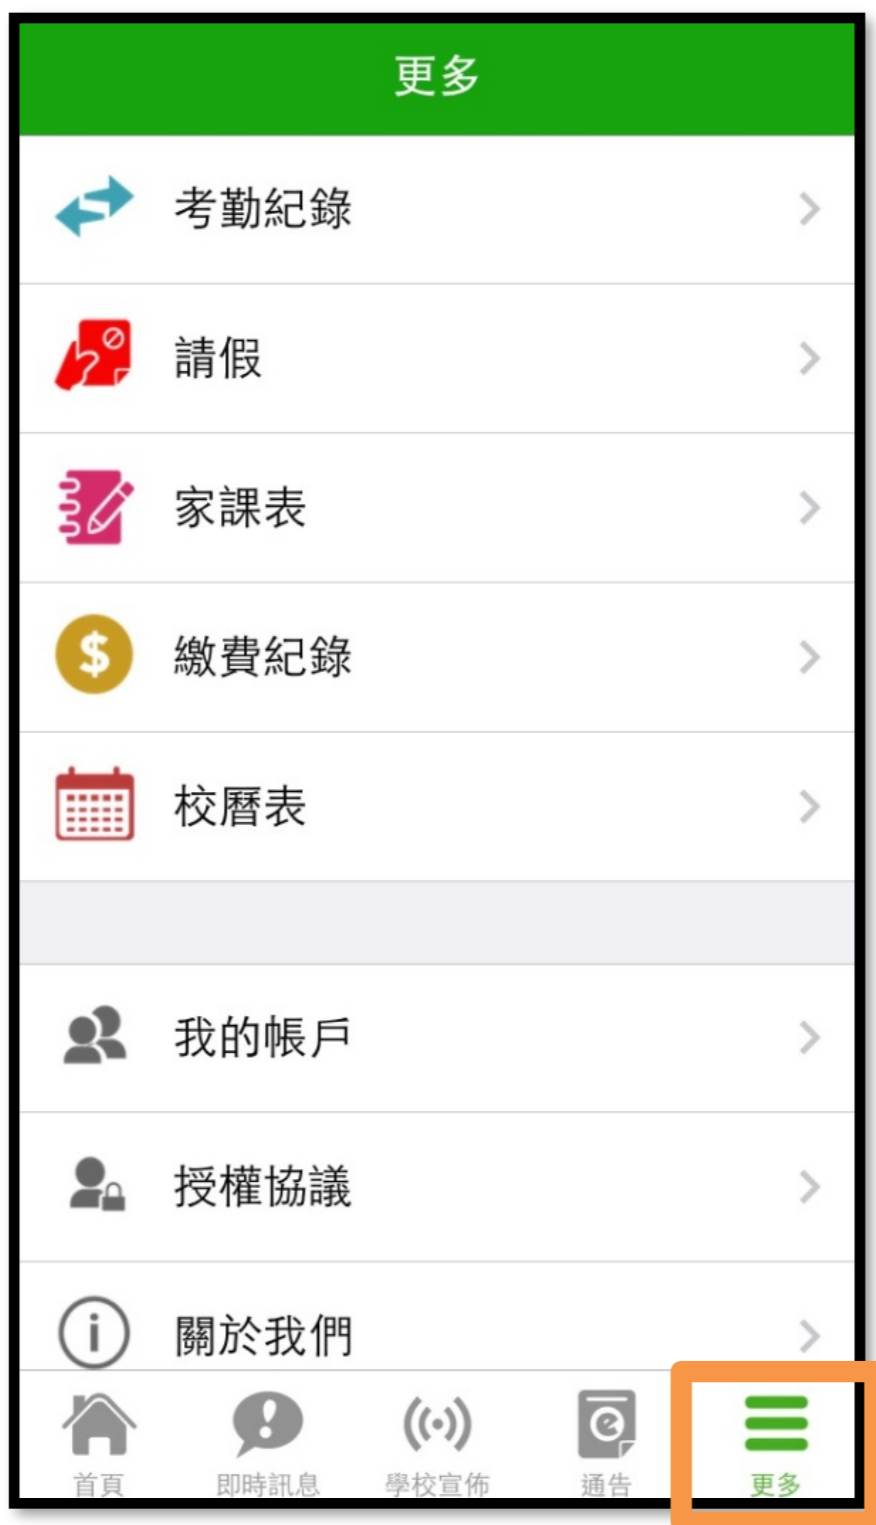 更多
考勤紀錄
請假
家課表
繳費紀錄
校曆表
我的帳戶
授權協議
關於我們
首頁
即時訊息
學校宣佈
通告
更多